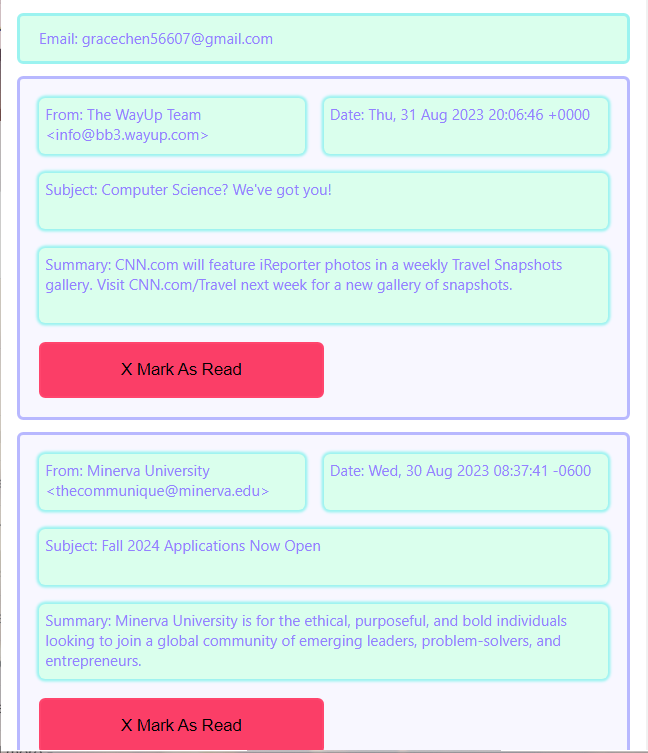 Email: gracechen56607@gmail.com
From: The WayUp Team
<info@bb3.wayup.com>
Date: Thu, 31 Aug 2023 20:06:46 +0000
Subject: Computer Science? We've got you!
Summary: CNN.com will feature iReporter photos in a weekly Travel Snapshots
gallery. Visit CNN.com/Travel next week for a new gallery of snapshots.
X Mark As Read
From: Minerva University
<thecommunique@minerva.edu>
Date: Wed, 30 Aug 2023 08:37:41 -0600
Subject: Fall 2024 Applications Now Open
Summary: Minerva University is for the ethical, purposeful, and bold individuals
looking to join a global community of emerging leaders, problem-solvers, and
entrepreneurs.
X Mark As Read